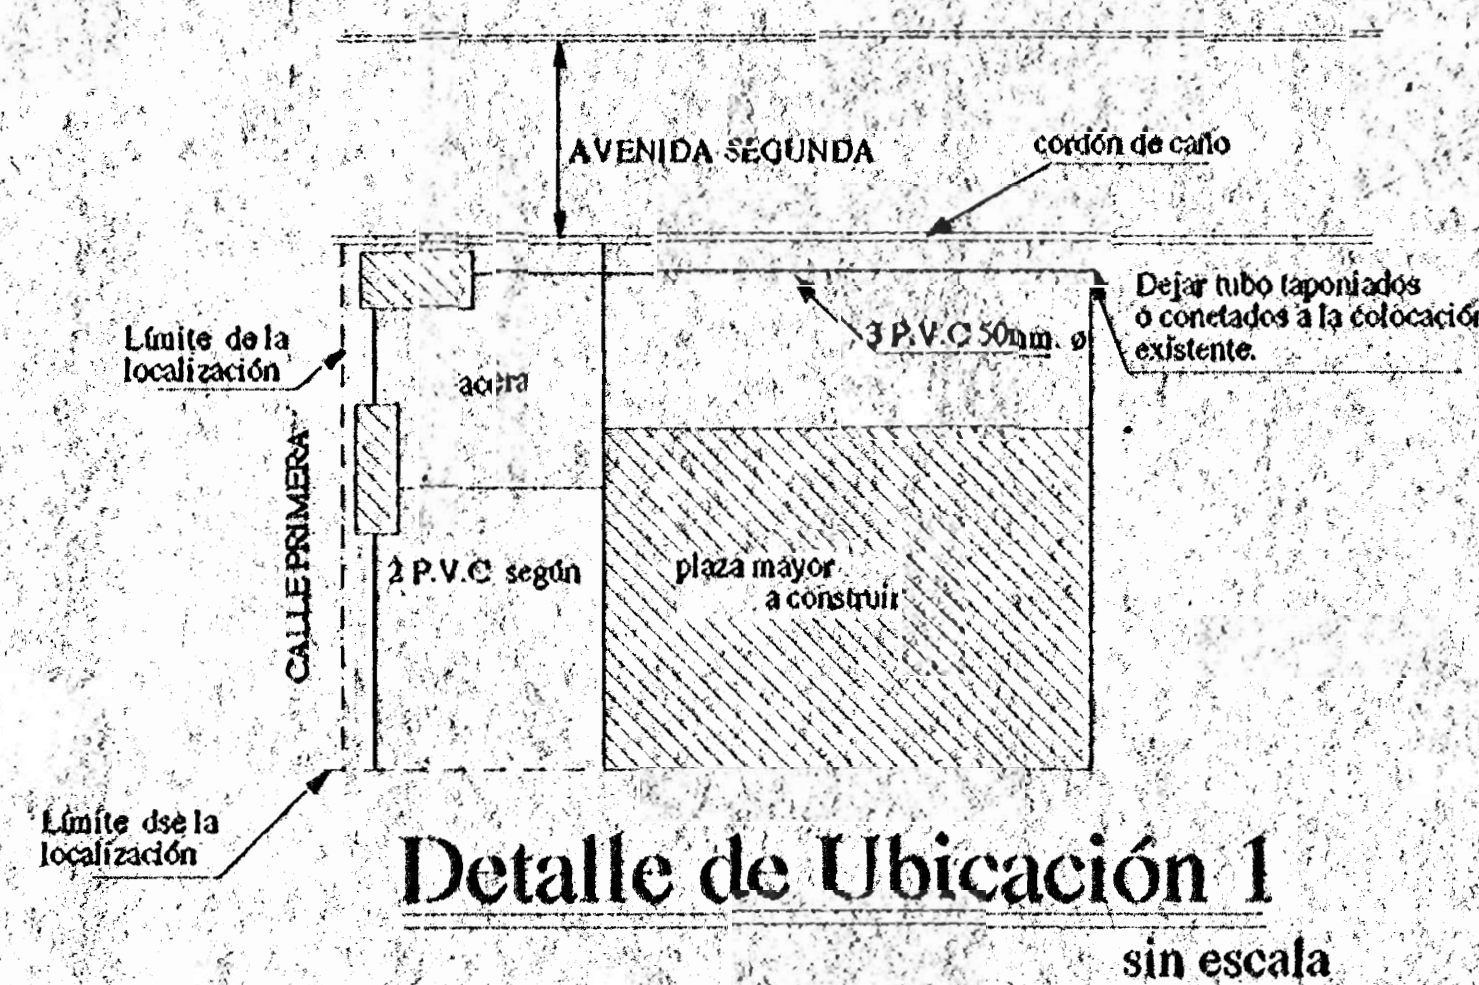 AVENIDA SEGUNDA
cordón de caño
Dejar tubo taponiados
o conetados a la colocación
existente.
3 P.V.C 50mm. ø
Límite de la
localización
acera
CALLE PRIMERA
2 P.V.C según
plaza mayor
a construir
Límite dse la
localización
Detalle de Ubicación 1
sin escala